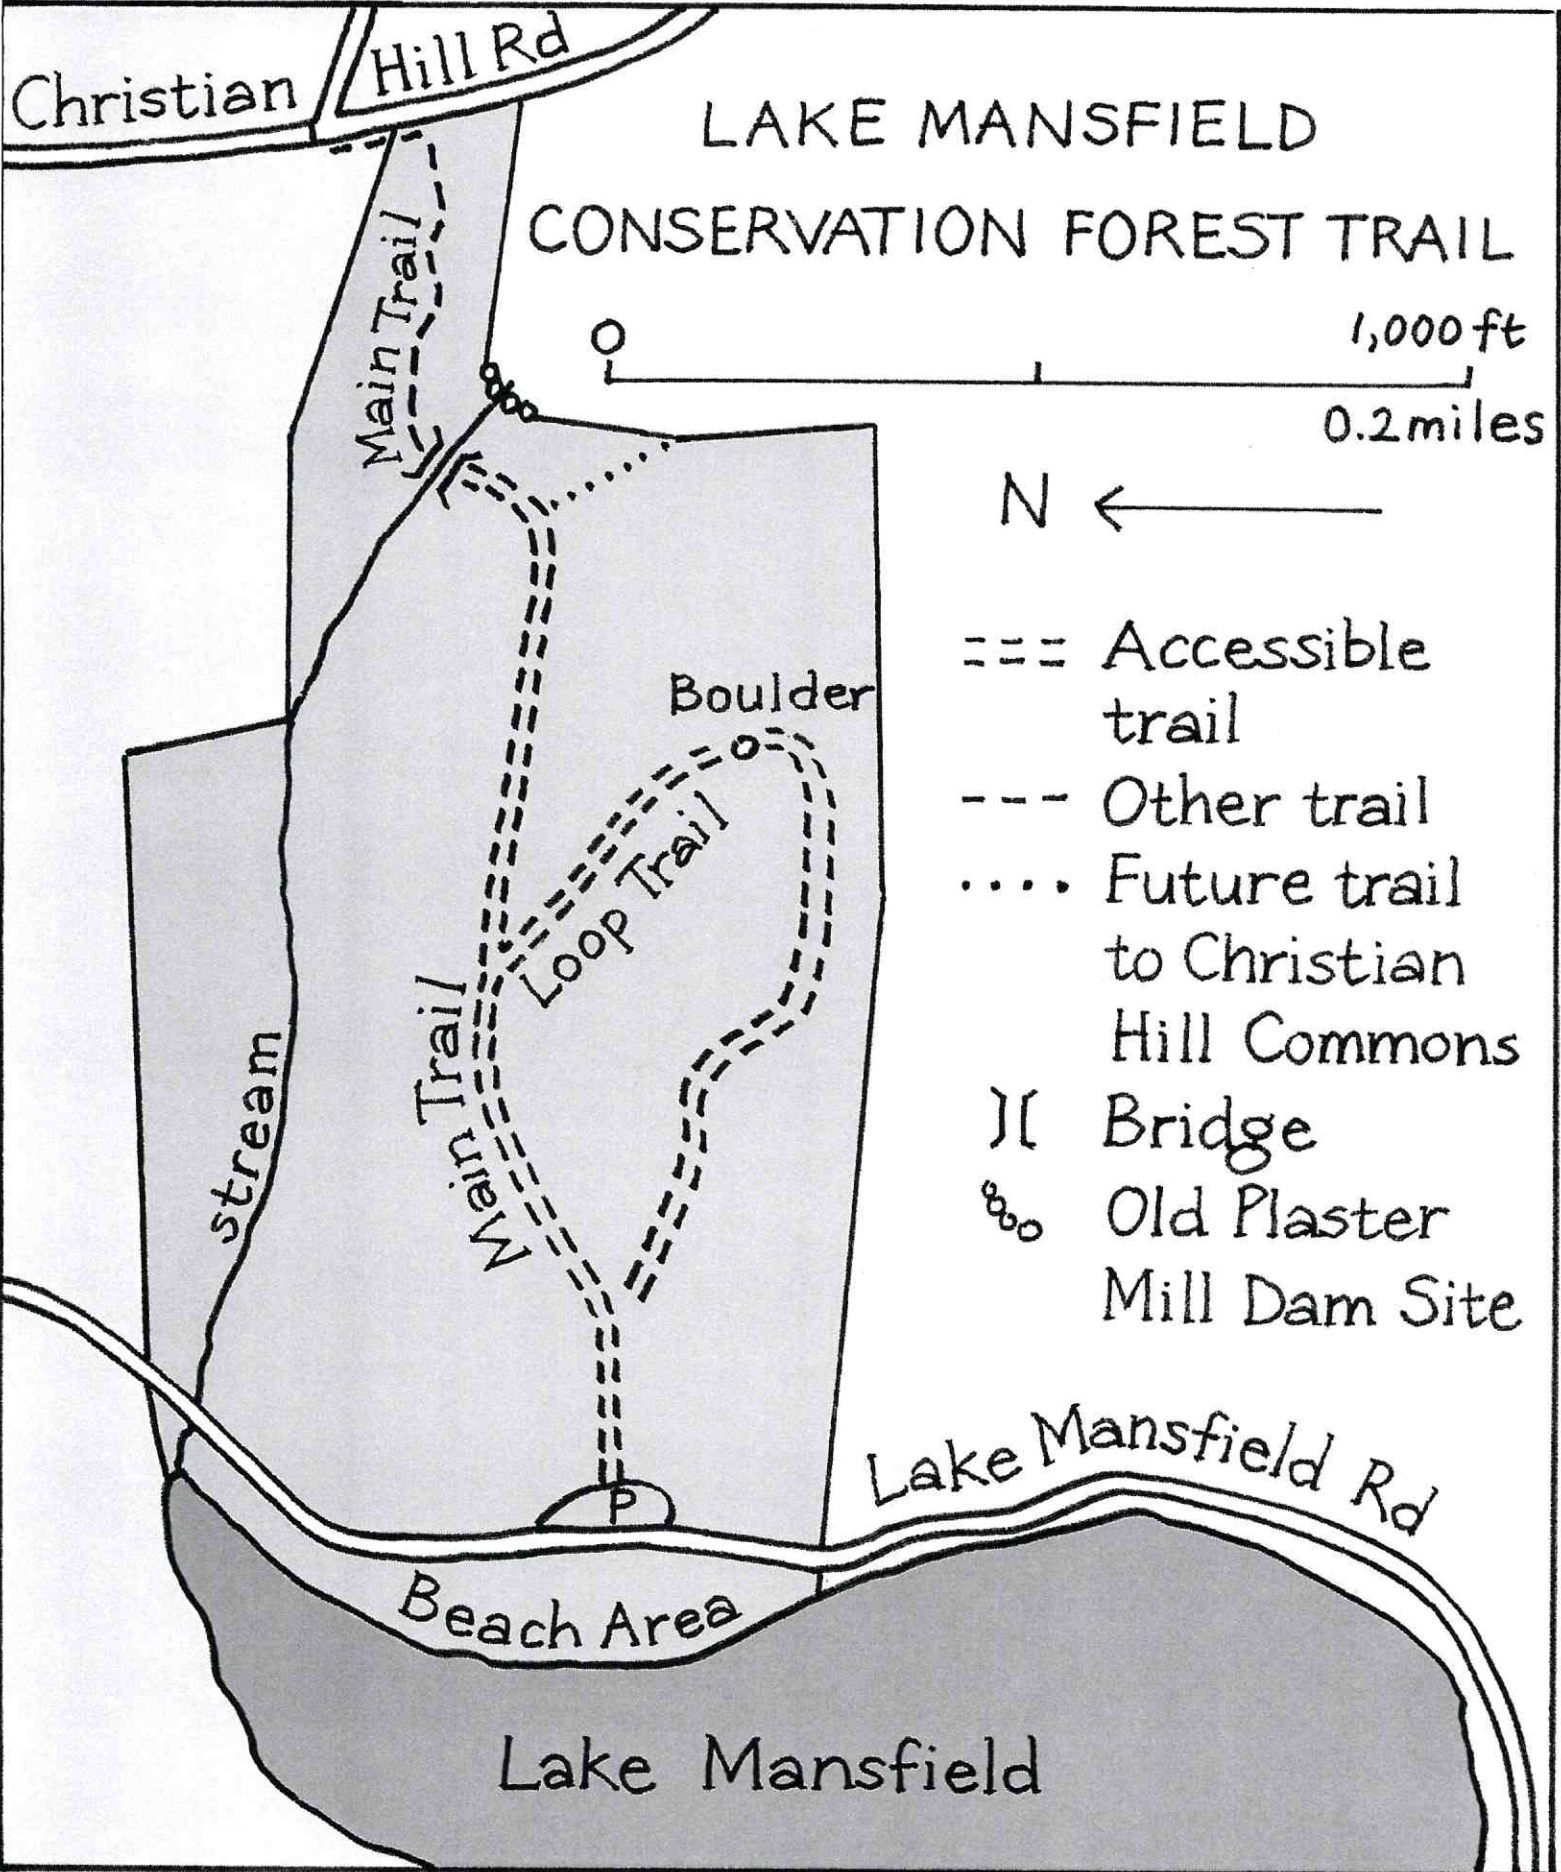 Christian Hill Rd
LAKE MANSFIELD
CONSERVATION FOREST TRAIL
0
1,000 ft
0.2 miles
N
Main Trail
Boulder
Loop Trail
Main Trail
stream
Accessible
trail
Other trail
Future trail
to Christian
Hill Commons
Bridge
Old Plaster
Mill Dam Site
P
Lake Mansfield Rd
Beach Area
Lake Mansfield